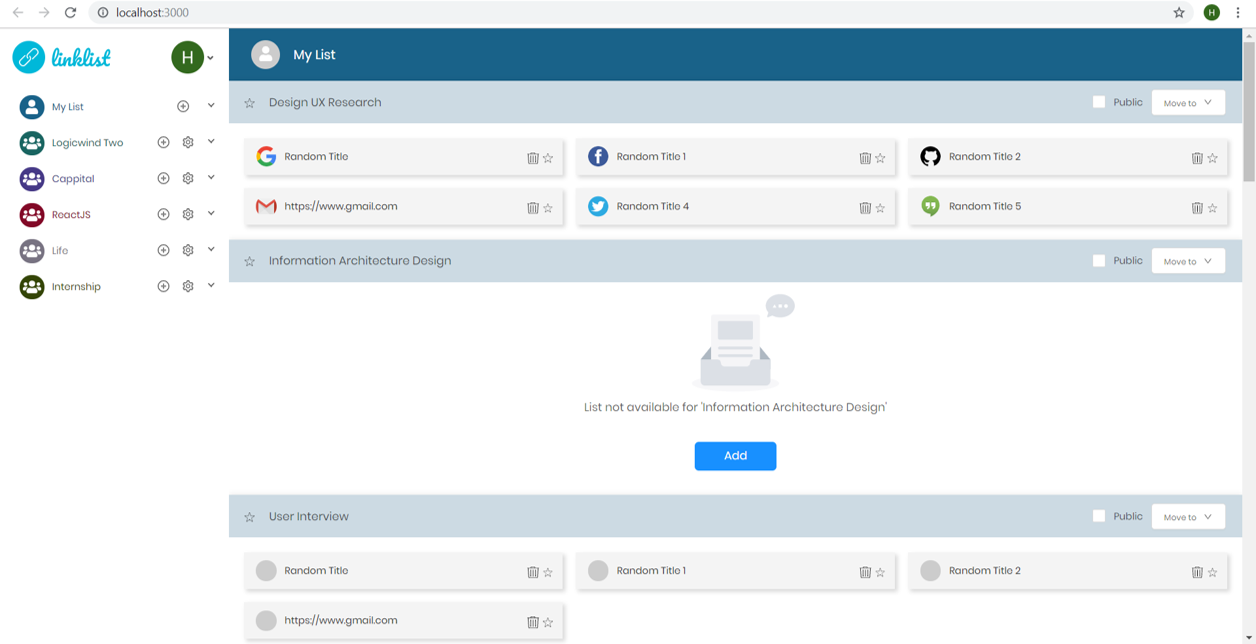 localhost:3000
H
linklist
H
My List
Logicwind Two
Cappital
ReactJS
Life
Internship
My List
Design UX Research
Public
Move to
Random Title
Random Title 1
Random Title 2
https://www.gmail.com
Random Title 4
Random Title 5
Information Architecture Design
Public
Move to
List not available for 'Information Architecture Design'
Add
User Interview
Public
Move to
Random Title
Random Title 1
Random Title 2
https://www.gmail.com